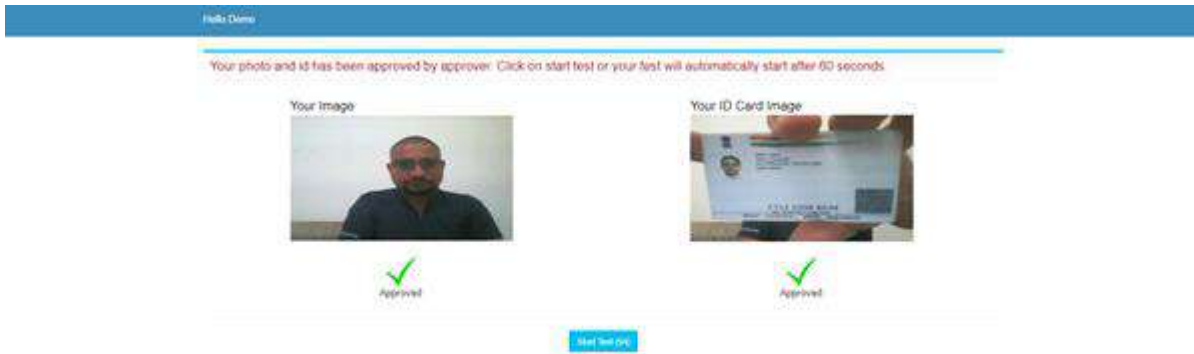 Hello Demo
Your photo and id has been approved by approver. Click on start test or your test will automatically start after 60 seconds.
Your Image
Your ID Card Image
Approved
Approved
Start Test